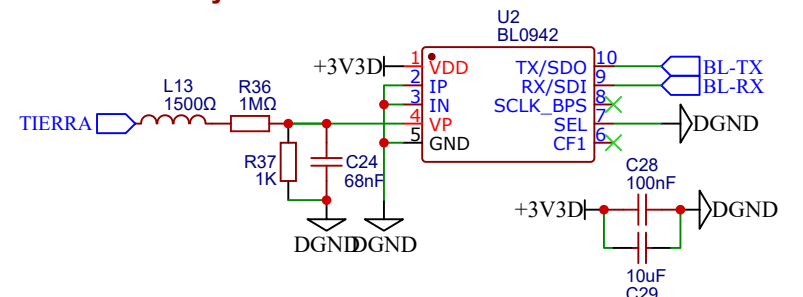 U2
BL0942
+3V3D
1
VDD
2
IP
3
IN
4
VP
5
GND
TX/SDO
10
RX/SDI
9
SCLK_BPS
8
SEL
7
CF1
6
BL-TX
BL-RX
DGND
L13
1500Ω
R36
1MΩ
TIERRA
R37
1K
C24
68nF
DGND
DGND
C28
100nF
+3V3D
DGND
10uF
C29